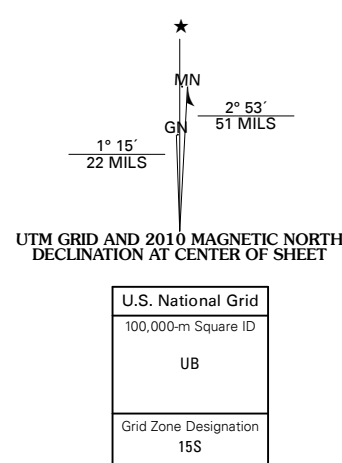 ★
MN
2° 53´
51 MILS
GN
1° 15´
22 MILS
UTM GRID AND 2010 MAGNETIC NORTH
DECLINATION AT CENTER OF SHEET
U.S. National Grid
100,000-m Square ID
UB
Grid Zone Designation
15S